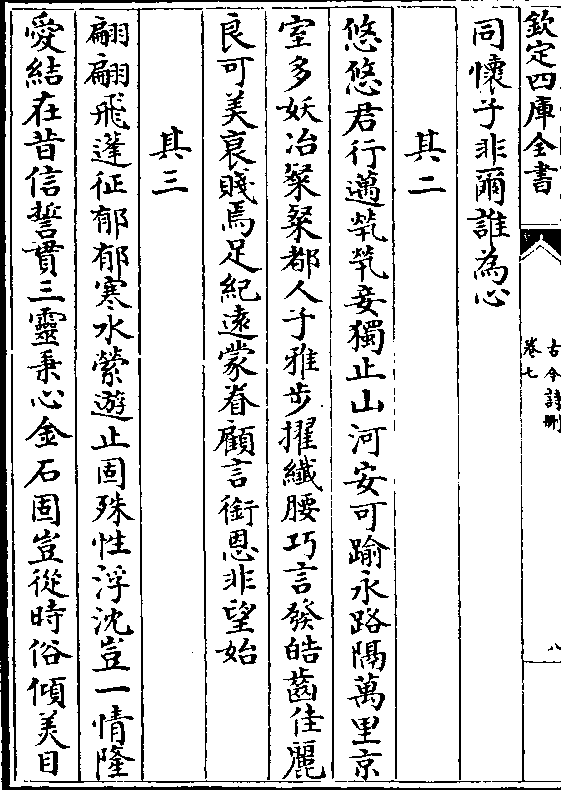 欽定四庫全書
古今詩刪
卷七
八
同懷子非爾誰為心
其二
悠悠君行邁煢煢妾獨止山河安可踰永路隔萬里京
室多妖冶粲粲都人子雅步擢纖腰巧言發皓齒佳麗
良可美衰賤焉足紀遠蒙眷顧言銜恩非望始
其三
翩翩飛蓬征郁郁寒水縈遊止固殊性浮沈豈一情隆
愛結在昔信誓貫三靈秉心金石固豈從時俗傾美目